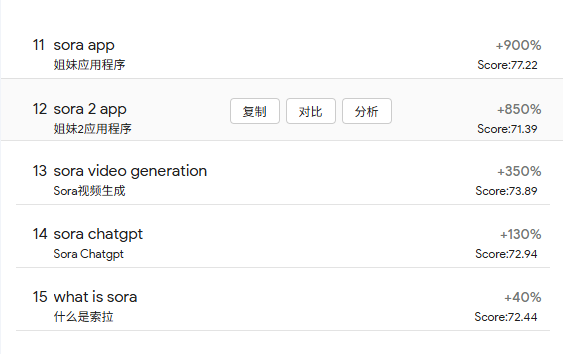 11 sora app +900%
姐妹应用程序 Score:77.22
12 sora 2 app 复制 对比 分析 +850%
姐妹2应用程序 Score:71.39
13 sora video generation +350%
Sora视频生成 Score:73.89
14 sora chatgpt +130%
Sora Chatgpt Score:72.94
15 what is sora +40%
什么是索拉 Score:72.44